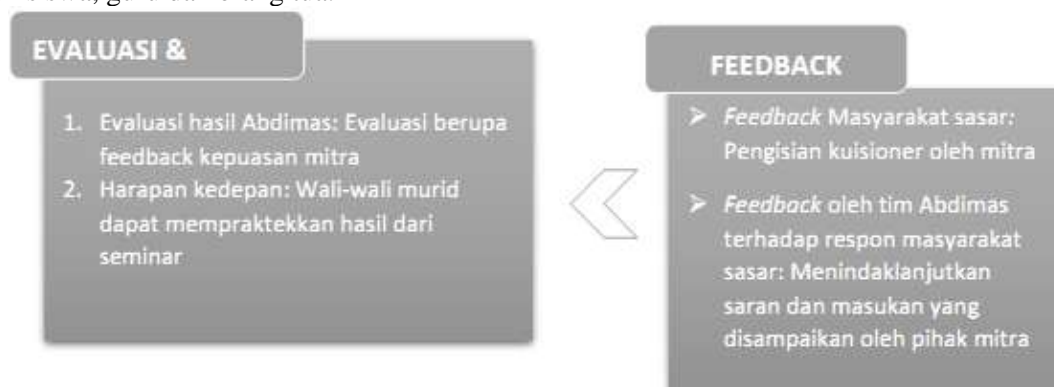 EVALUASI &
1. Evaluasi hasil Abdimas: Evaluasi berupa
feedback kepuasan mitra
2. Harapan kedepan: Wali-wali murid
dapat mempraktekkan hasil dari
seminar
FEEDBACK
➤ Feedback Masyarakat sasar:
Pengisian kuisioner oleh mitra
➤ Feedback oleh tim Abdimas
terhadap respon masyarakat
sasar: Menindaklanjutkan
saran dan masukan yang
disampaikan oleh pihak mitra